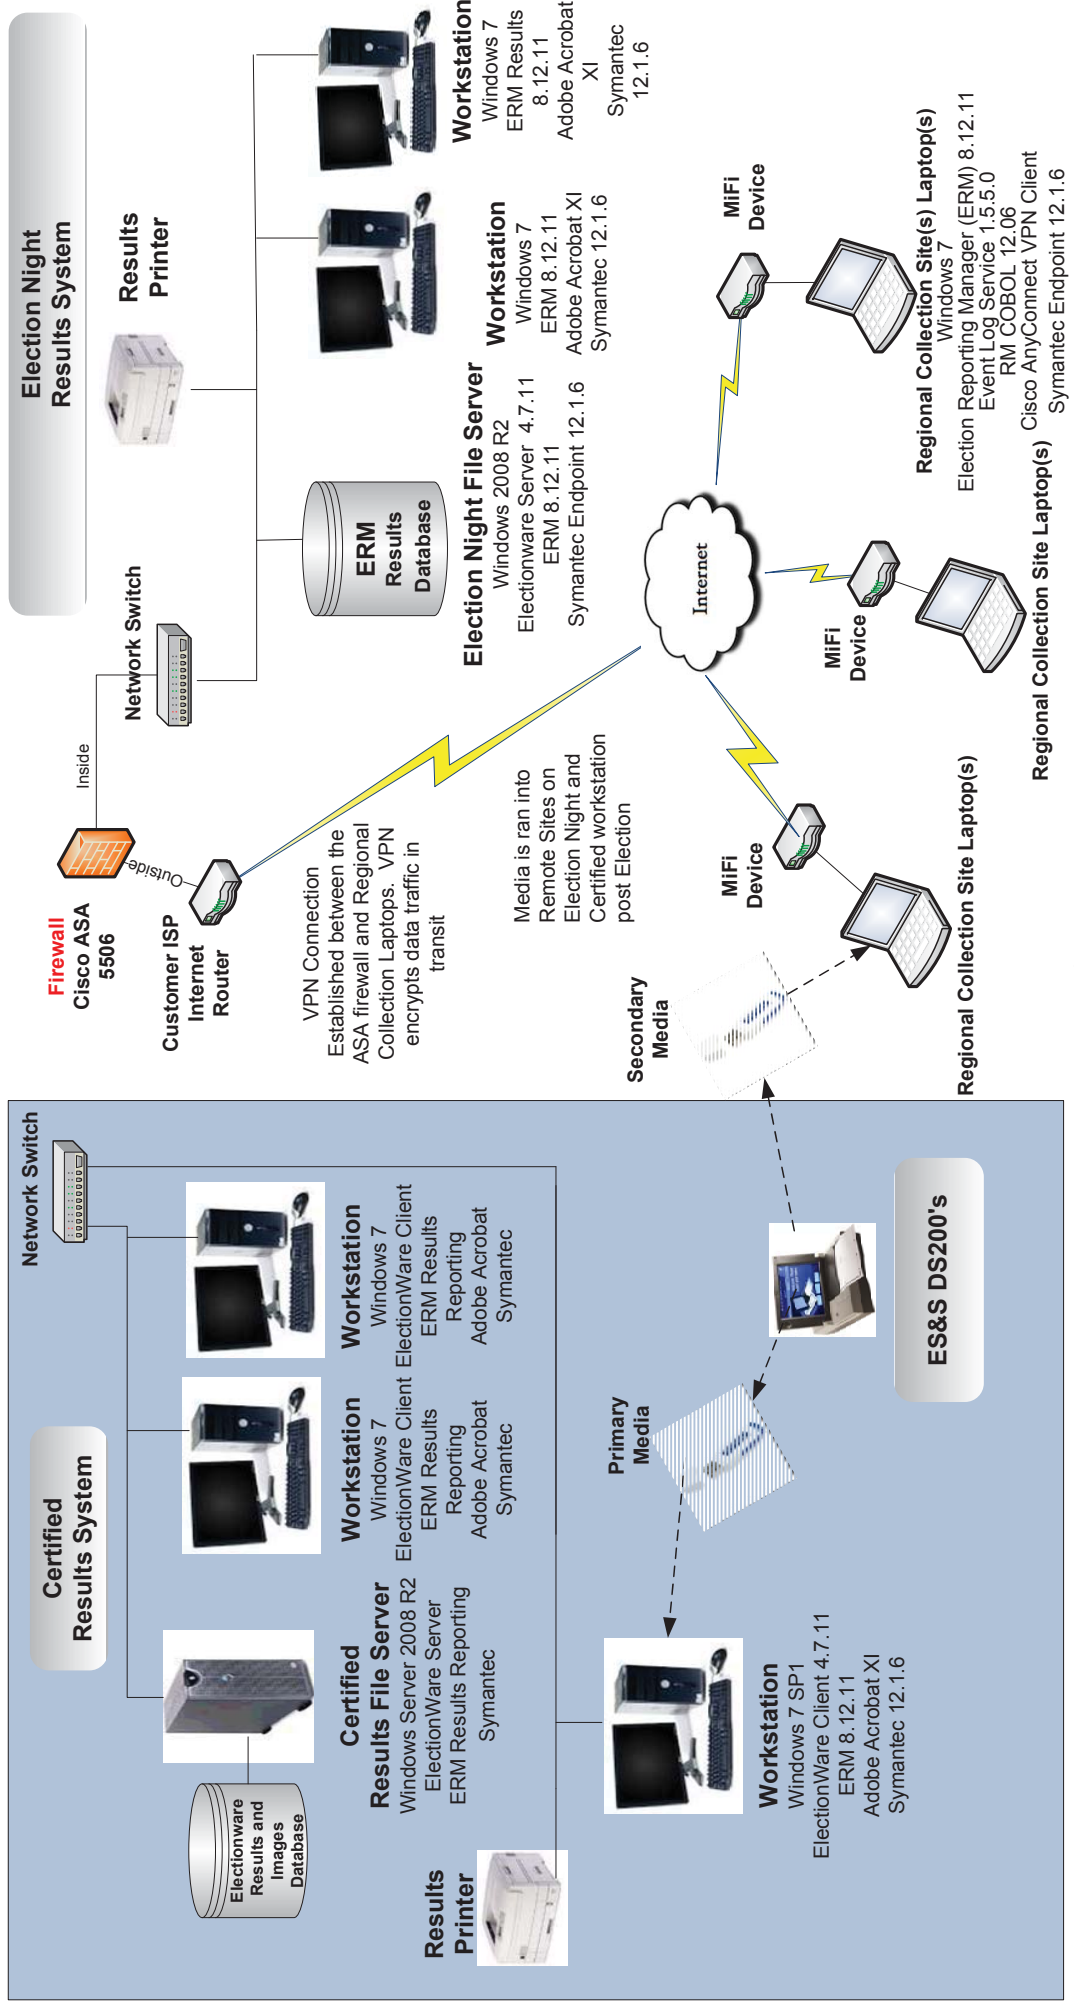 Certified
Results System
Network Switch
Electionware
Results and
Images
Database
Certified
Results File Server
Windows Server 2008 R2
ElectionWare Server
ERM Results Reporting
Symantec
Workstation
Windows 7
ElectionWare Client
ERM Results
Reporting
Adobe Acrobat
Symantec
Workstation
Windows 7
ElectionWare Client
ERM Results
Reporting
Adobe Acrobat
Symantec
Results
Printer
Workstation
Windows 7 SP1
ElectionWare Client 4.7.11
ERM 8.12.11
Adobe Acrobat XI
Symantec 12.1.6
Primary
Media
ES&S DS200's
Secondary
Media
Election Night
Results System
Firewall
Cisco ASA
5506
Inside
Outside
Customer ISP
Internet
Router
Network Switch
Results
Printer
ERM
Results
Database
Election Night File Server
Windows 2008 R2
Electionware Server 4.7.11
ERM 8.12.11
Symantec Endpoint 12.1.6
Workstation
Windows 7
ERM 8.12.11
Adobe Acrobat XI
Symantec 12.1.6
Workstation
Windows 7
ERM Results
8.12.11
Adobe Acrobat
XI
Symantec
12.1.6
VPN Connection
Established between the
ASA firewall and Regional
Collection Laptops. VPN
encrypts data traffic in
transit
Media is ran into
Remote Sites on
Election Night and
Certified workstation
post Election
Internet
MiFi
Device
Regional Collection Site Laptop(s)
MiFi
Device
Regional Collection Site Laptop(s)
MiFi
Device
Regional Collection Site(s) Laptop(s)
Windows 7
Election Reporting Manager (ERM) 8.12.11
Event Log Service 1.5.5.0
RM COBOL 12.06
Cisco AnyConnect VPN Client
Symantec Endpoint 12.1.6